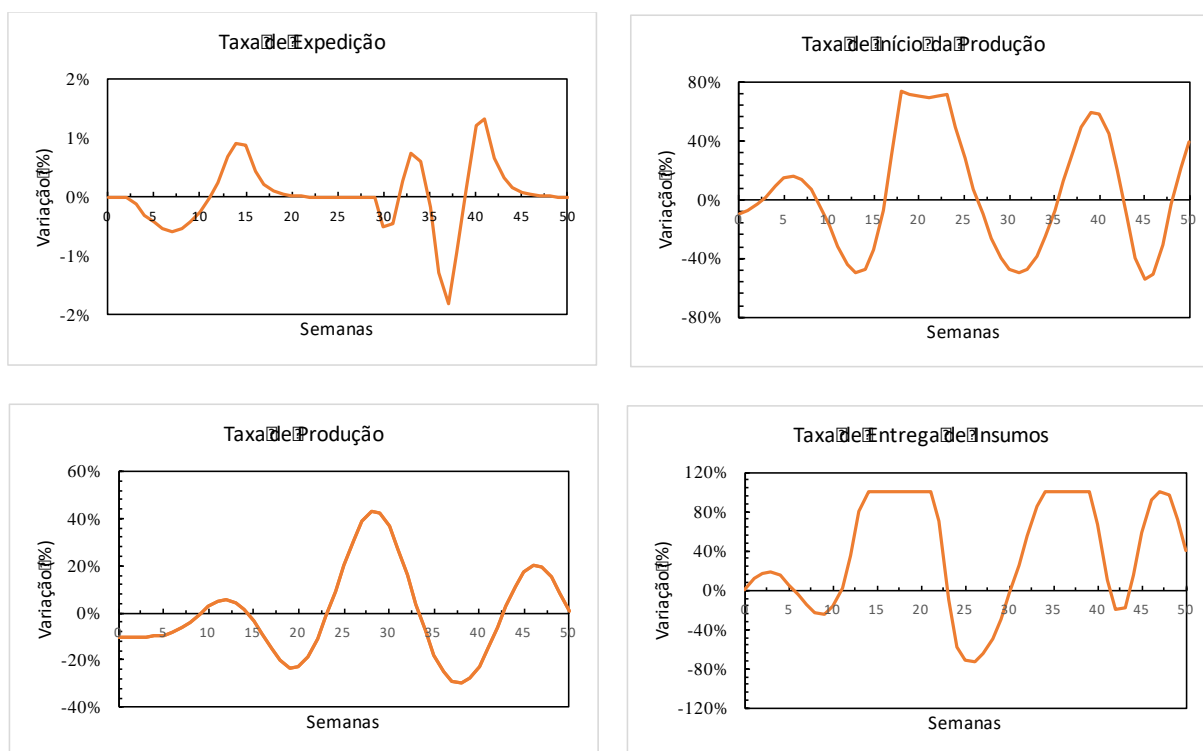 Taxa de Expedição
2%
1%
0%
-1%
-2%
0 5 10 15 20 25 30 35 40 45 50
Variação (%)
Semanas
Taxa de Início da Produção
80%
40%
0%
-40%
-80%
0 5 10 15 20 25 30 35 40 45 50
Variação (%)
Semanas
Taxa de Produção
60%
40%
20%
0%
-20%
-40%
0 5 10 15 20 25 30 35 40 45 50
Variação (%)
Semanas
Taxa de Entrega de Insumos
120%
80%
40%
0%
-40%
-80%
-120%
0 5 10 15 20 25 30 35 40 45 50
Variação (%)
Semanas